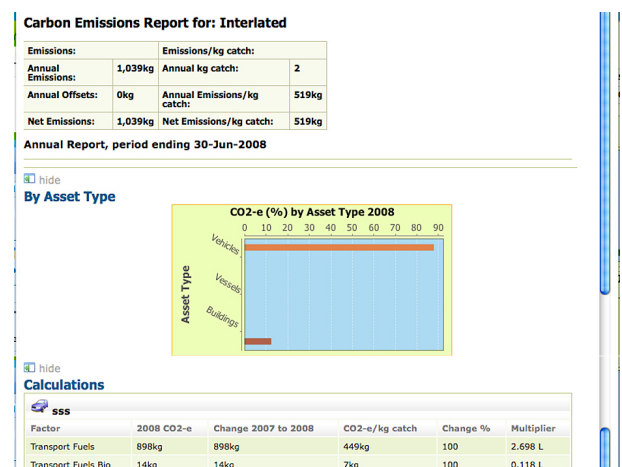 Carbon Emissions Report for: Interlated
Emissions: Emissions/kg catch:
Annual Emissions: 1,039kg Annual kg catch: 2
Annual Offsets: 0kg Annual Emissions/kg catch: 519kg
Net Emissions: 1,039kg Net Emissions/kg catch: 519kg
Annual Report, period ending 30-Jun-2008
hide
By Asset Type
CO2-e (%) by Asset Type 2008
0 10 20 30 40 50 60 70 80 90
Asset Type
Vehicles
Vessels
Buildings
hide
Calculations
sss
Factor 2008 CO2-e Change 2007 to 2008 CO2-e/kg catch Change % Multiplier
Transport Fuels 898kg 898kg 449kg 100 2.698 L
Transport Fuels Bio 14kg 14kg 7kg 100 0.118 L